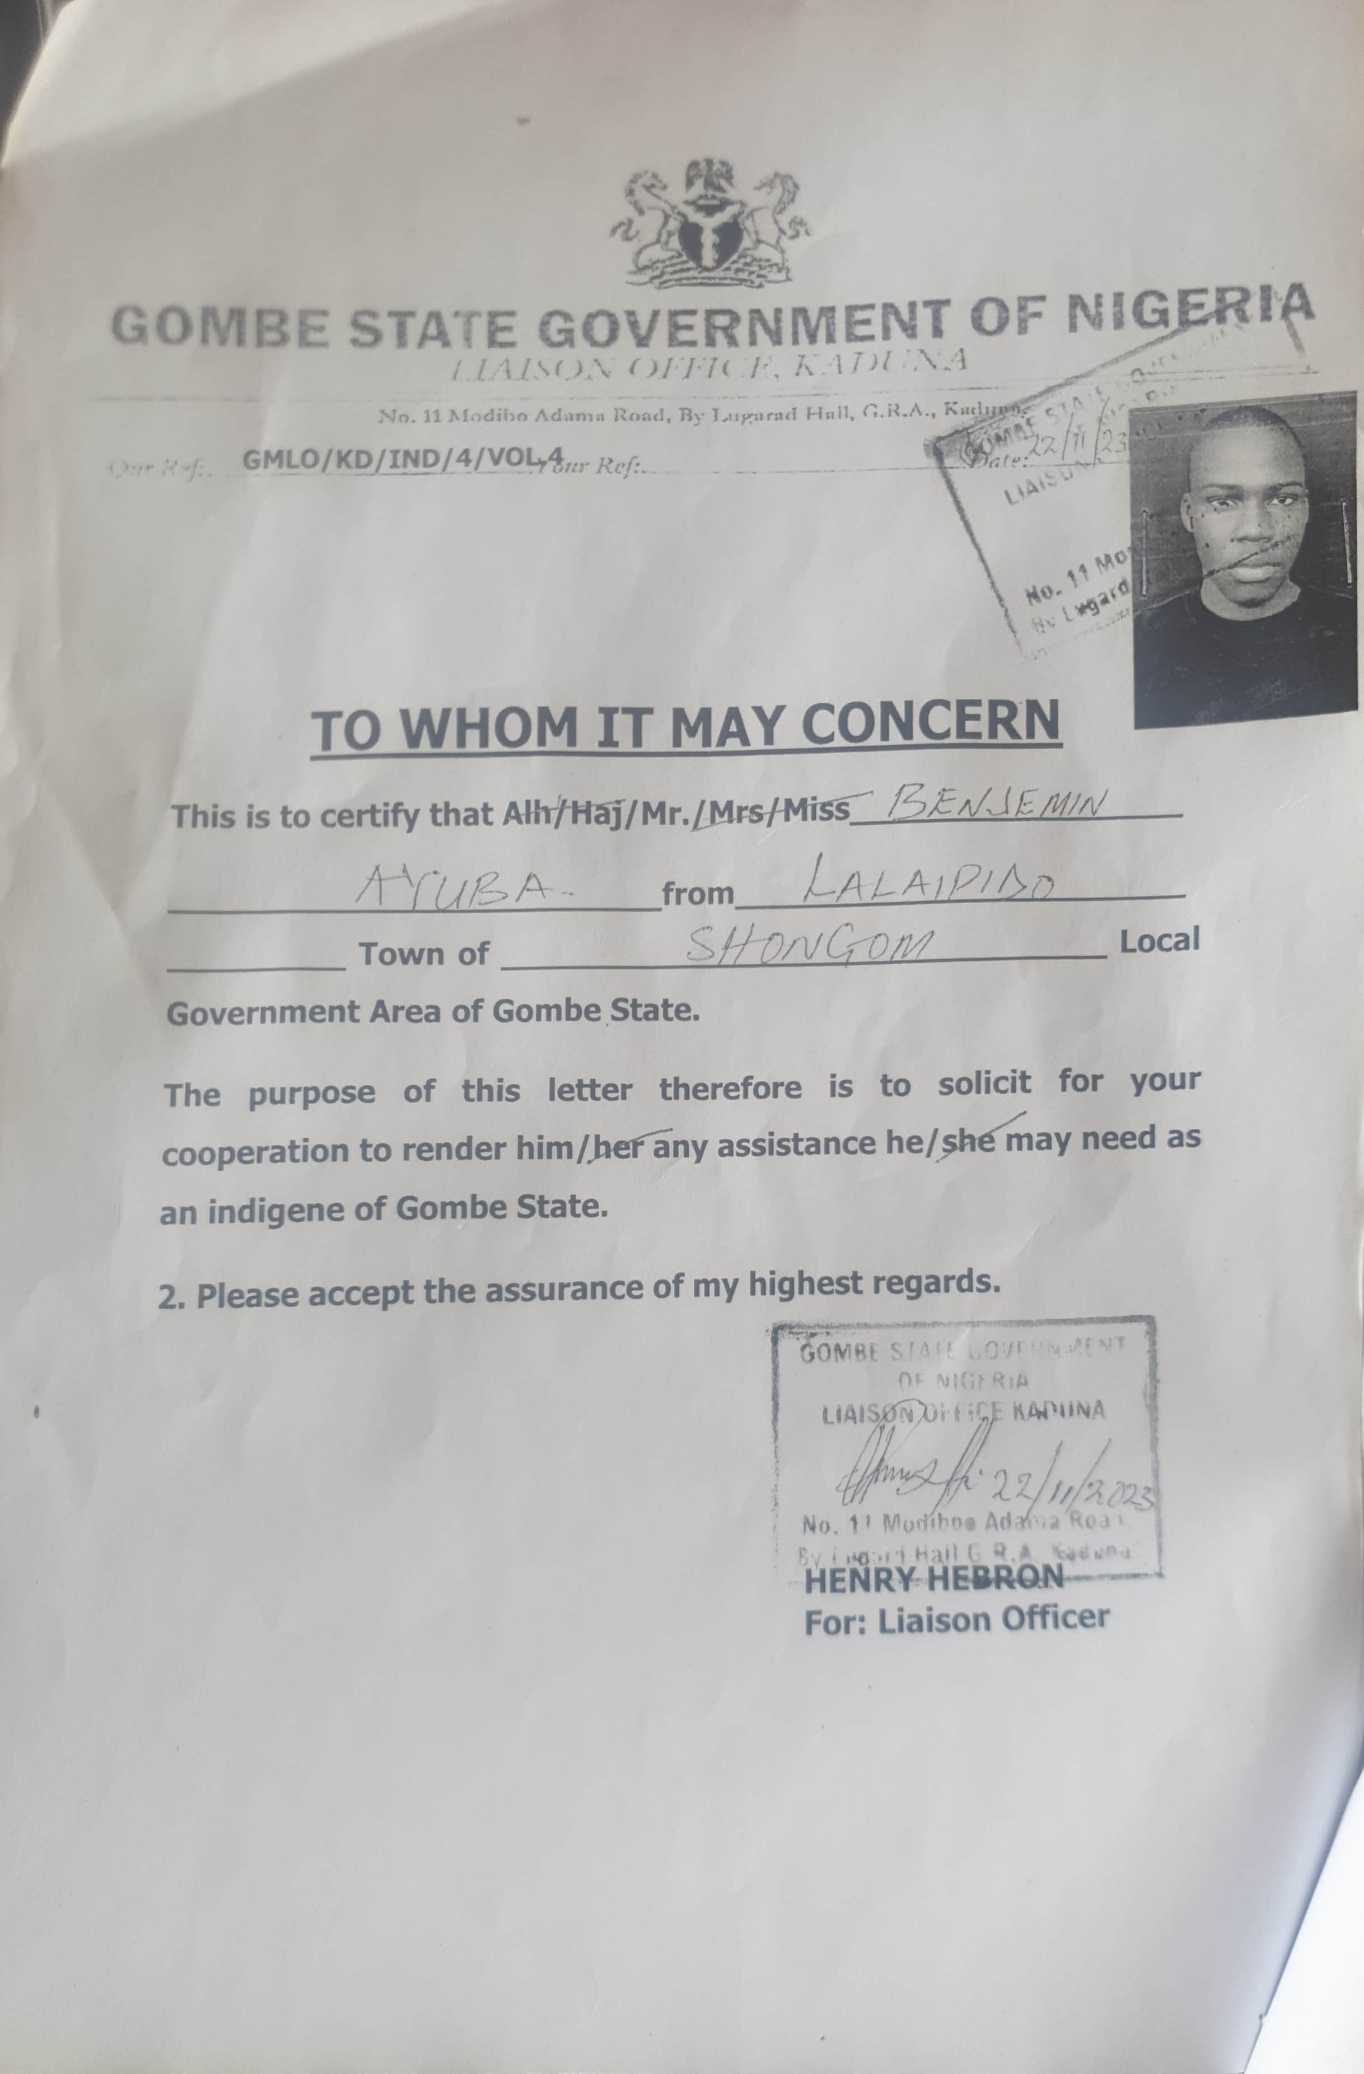 GOMBE STATE GOVERNMENT OF NIGERIA
LIAISON OFFICE, KADUNA
No. 11 Modibo Adama Road, By Lugarad Hall, G.R.A., Kaduna
Our Ref:. GMLO/KD/IND/4/VOL,4 Your Ref:. Date: 22/11/23
GOMBE STATE
LIAISON
No. 11 Mo
By Lugard
TO WHOM IT MAY CONCERN
This is to certify that Alh/Haj/Mr./Mrs/Miss BENJEMIN
AYUBA. from LALAIPIDO
Town of SHONGOM Local
Government Area of Gombe State.
The purpose of this letter therefore is to solicit for your
cooperation to render him/her any assistance he/she may need as
an indigene of Gombe State.
2. Please accept the assurance of my highest regards.
GOMBE STATE GOVERNMENT
OF NIGERIA
LIAISON OFFICE KADUNA
22/11/2023
No. 11 Modiboo Adama Road
By Lugard Hall G.R.A. Kaduna
HENRY HEBRON
For: Liaison Officer